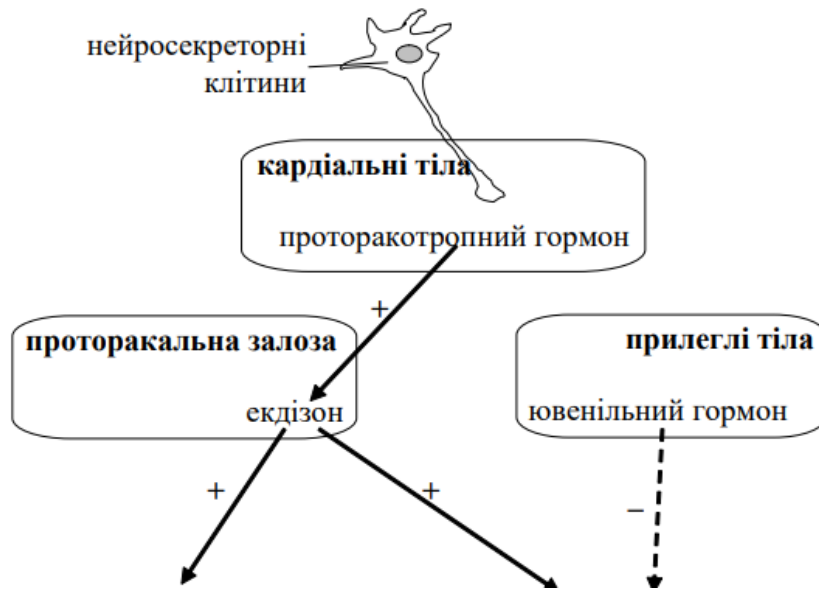 нейросекреторні
клітини
кардіальні тіла
проторакотропний гормон
+
проторакальна залоза
прилеглі тіла
екдізон
ювенільний гормон
+
+
−